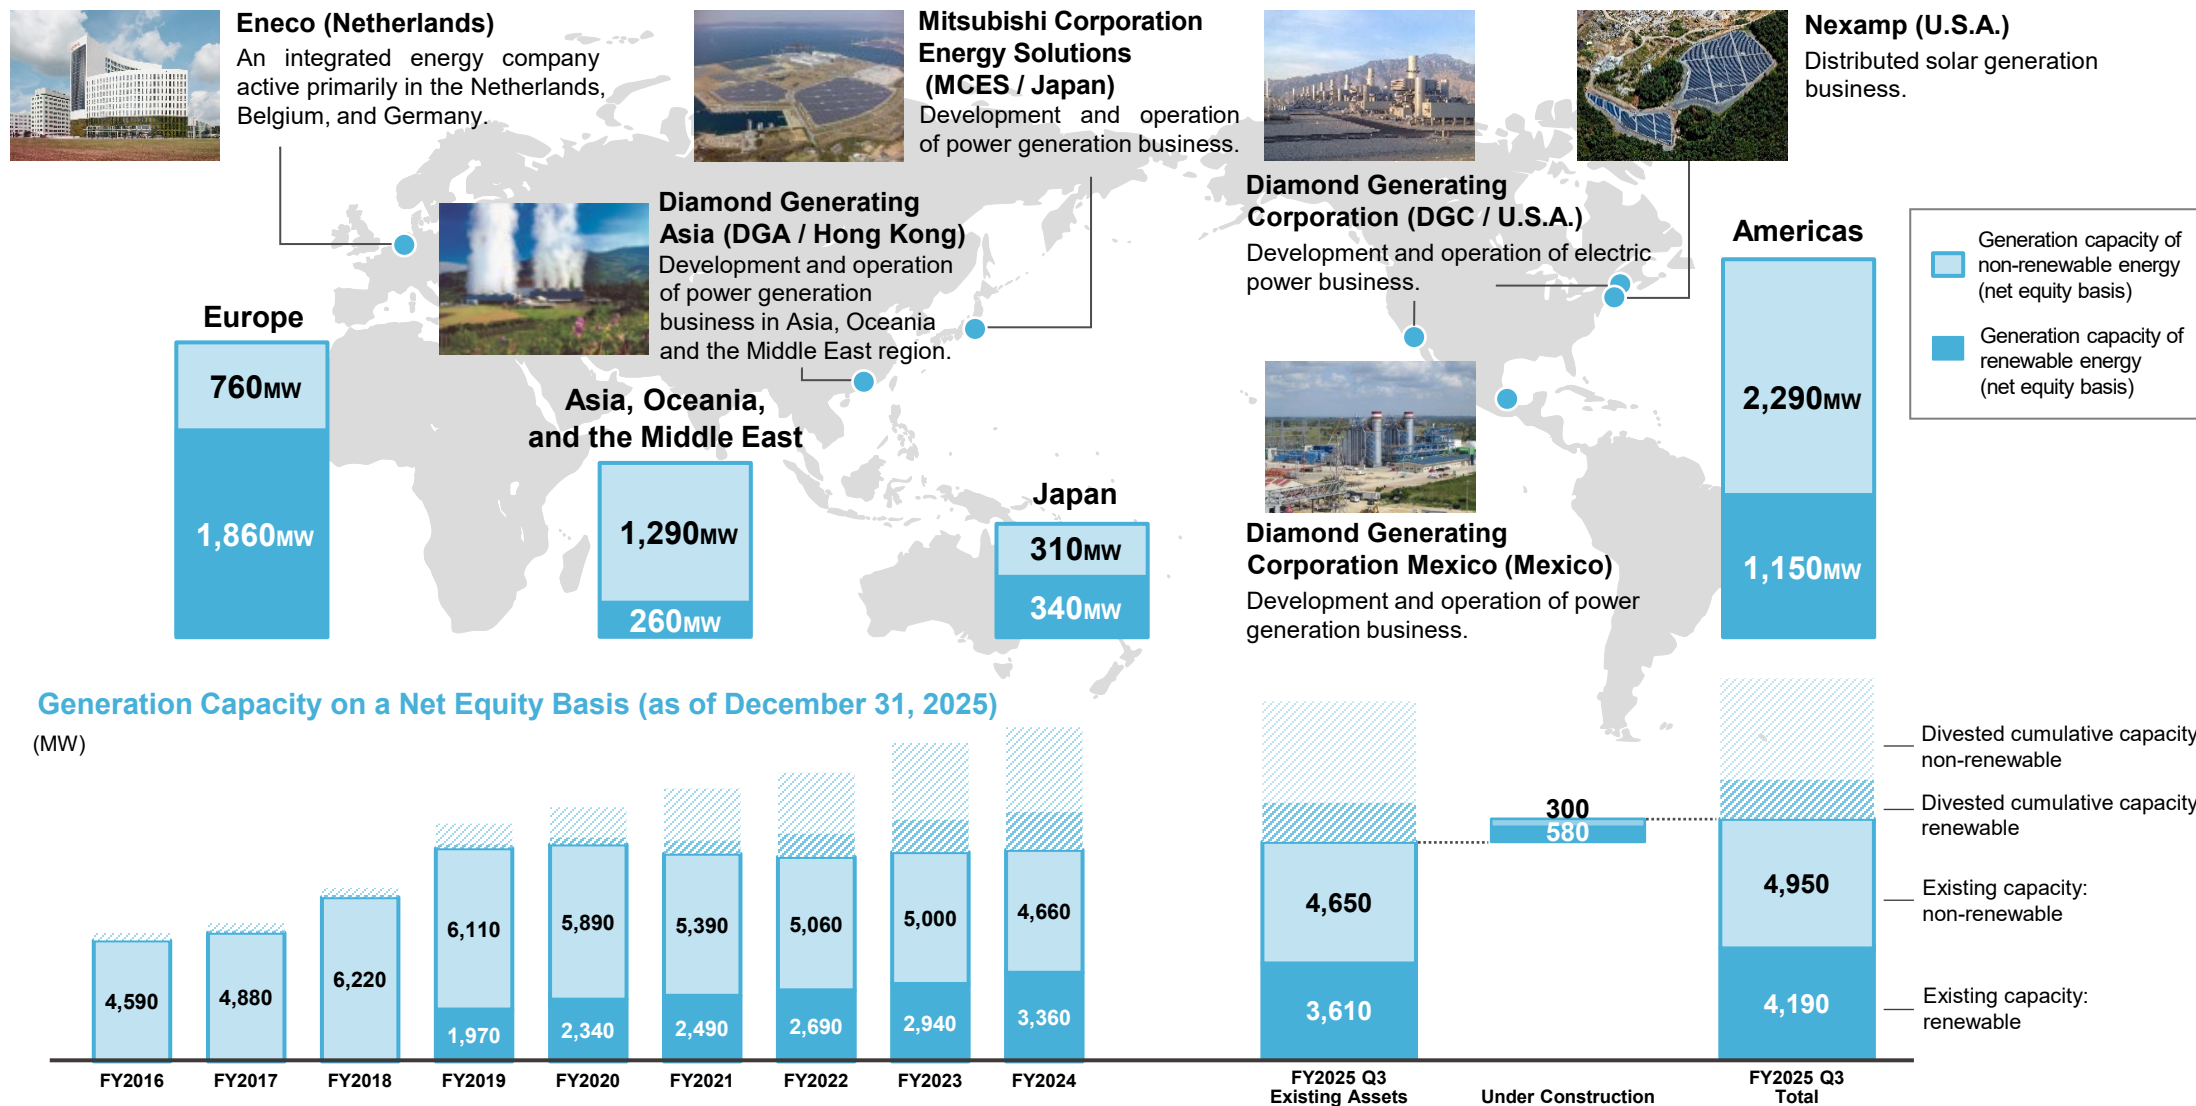 Eneco (Netherlands)
An integrated energy company
active primarily in the Netherlands,
Belgium, and Germany.
Mitsubishi Corporation
Energy Solutions
(MCES / Japan)
Development and operation
of power generation business.
Nexamp (U.S.A.)
Distributed solar generation
business.
Diamond Generating
Asia (DGA / Hong Kong)
Development and operation
of power generation
business in Asia, Oceania
and the Middle East region.
Diamond Generating
Corporation (DGC / U.S.A.)
Development and operation of electric
power business.
Diamond Generating
Corporation Mexico (Mexico)
Development and operation of power
generation business.
Europe
760MW
1,860MW
Asia, Oceania,
and the Middle East
1,290MW
260MW
Japan
310MW
340MW
Americas
2,290MW
1,150MW
Generation capacity of
non-renewable energy
(net equity basis)
Generation capacity of
renewable energy
(net equity basis)
Generation Capacity on a Net Equity Basis (as of December 31, 2025)
(MW)
4,590
4,880
6,220
6,110
1,970
5,890
2,340
5,390
2,490
5,060
2,690
5,000
2,940
4,660
3,360
4,650
3,610
300
580
4,950
4,190
Divested cumulative capacity
non-renewable
Divested cumulative capacity
renewable
Existing capacity:
non-renewable
Existing capacity:
renewable
FY2016
FY2017
FY2018
FY2019
FY2020
FY2021
FY2022
FY2023
FY2024
FY2025 Q3
Existing Assets
Under Construction
FY2025 Q3
Total